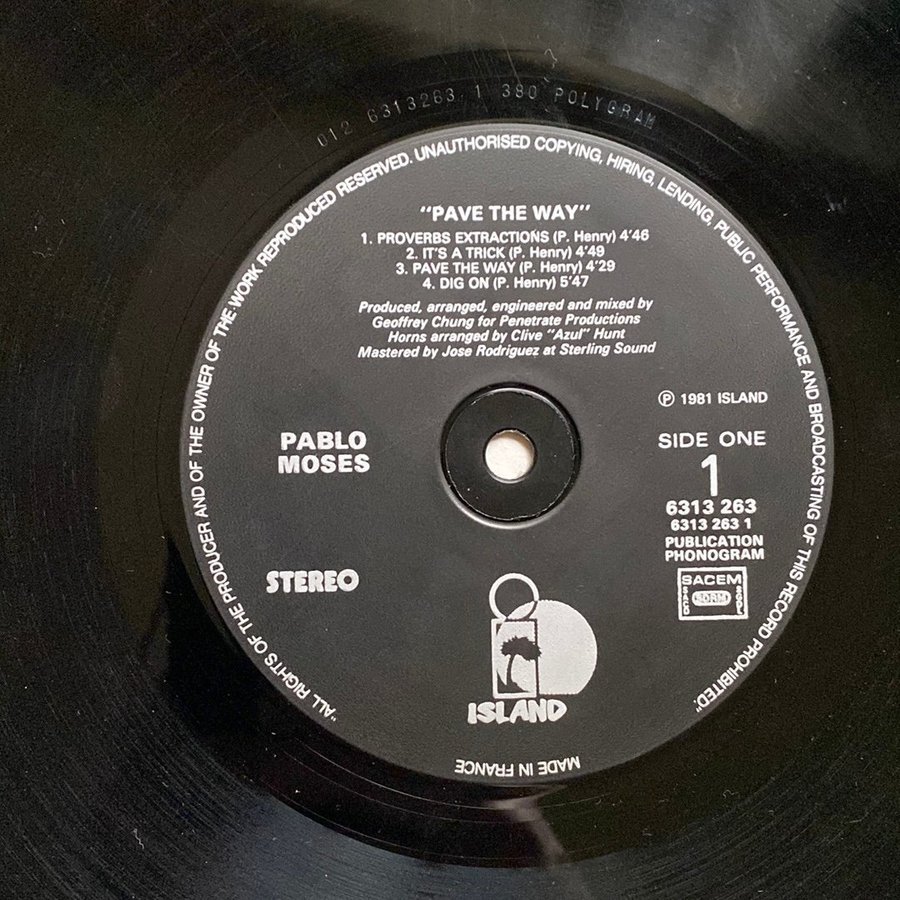 012 6313263 1 380 POLYGRAM
"ALL RIGHTS OF THE PRODUCER AND OF THE OWNER OF THE WORK REPRODUCED RESERVED. UNAUTHORISED COPYING, HIRING, LENDING, PUBLIC PERFORMANCE AND BROADCASTING OF THIS RECORD PROHIBITED."
"PAVE THE WAY"
1. PROVERBS EXTRACTIONS (P. Henry) 4'46
2. IT'S A TRICK (P. Henry) 4'49
3. PAVE THE WAY (P. Henry) 4'29
4. DIG ON (P. Henry) 5'47
Produced, arranged, engineered and mixed by
Geoffrey Chung for Penetrate Productions
Horns arranged by Clive "Azul" Hunt
Mastered by Jose Rodriguez at Sterling Sound
℗ 1981 ISLAND
PABLO
MOSES
SIDE ONE
1
6313 263
6313 263 1
PUBLICATION
PHONOGRAM
STEREO
SACEM
SACD
SDRM
SGDL
ISLAND
MADE IN FRANCE